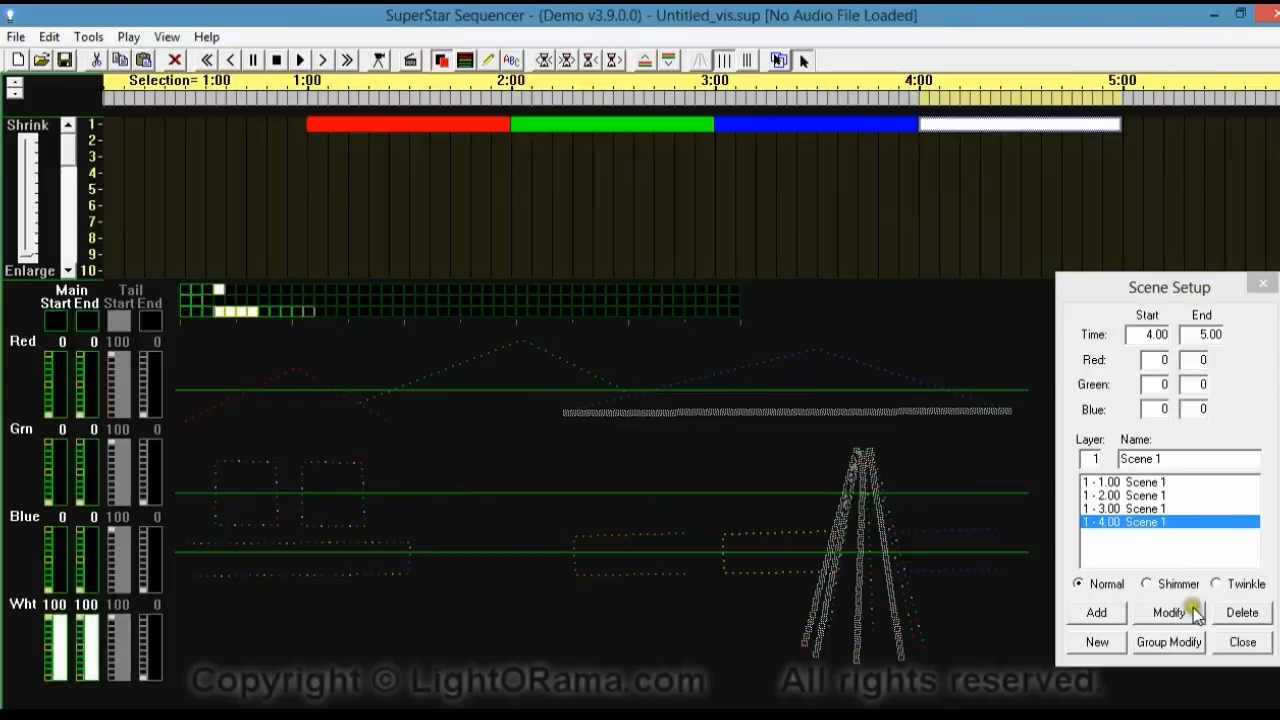 SuperStar Sequencer - (Demo v3.9.0.0) - Untitled_vis.sup [No Audio File Loaded]
File Edit Tools Play View Help
ABc
Selection= 1:00 1:00 2:00 3:00 4:00 5:00
Shrink
Enlarge
1-
2-
3-
4-
5-
6-
7-
8-
9-
10-
Main Tail
Start End Start End
Red 0 0 100 0
Grn 0 0 100 0
Blue 0 0 100 0
Wht 100 100 100 0
Scene Setup
Start End
Time: 4.00 5.00
Red: 0 0
Green: 0 0
Blue: 0 0
Layer: Name:
1 Scene 1
1 - 1.00 Scene 1
1 - 2.00 Scene 1
1 - 3.00 Scene 1
1 - 4.00 Scene 1
Normal Shimmer Twinkle
Add Modify Delete
New Group Modify Close
Copyright © LightORama.com All rights reserved.